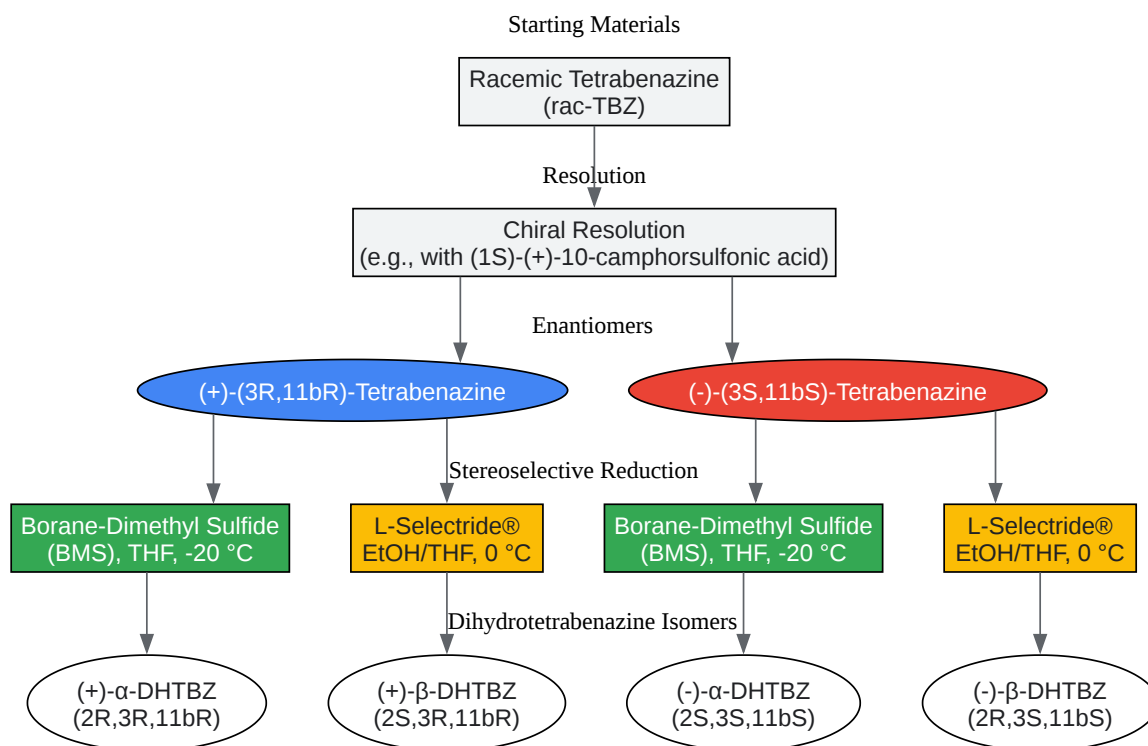 Starting Materials
Racemic Tetrabenazine
(rac-TBZ)
Resolution
Chiral Resolution
(e.g., with (1S)-(+)-10-camphorsulfonic acid)
Enantiomers
(+)-(3R,11bR)-Tetrabenazine
(-)-(3S,11bS)-Tetrabenazine
Stereoselective Reduction
Borane-Dimethyl Sulfide
(BMS), THF, -20 °C
L-Selectride®
EtOH/THF, 0 °C
Borane-Dimethyl Sulfide
(BMS), THF, -20 °C
L-Selectride®
EtOH/THF, 0 °C
Dihydrotetrabenazine Isomers
(+)-α-DHTBZ
(2R,3R,11bR)
(+)-β-DHTBZ
(2S,3R,11bR)
(-)-α-DHTBZ
(2S,3S,11bS)
(-)-β-DHTBZ
(2R,3S,11bS)